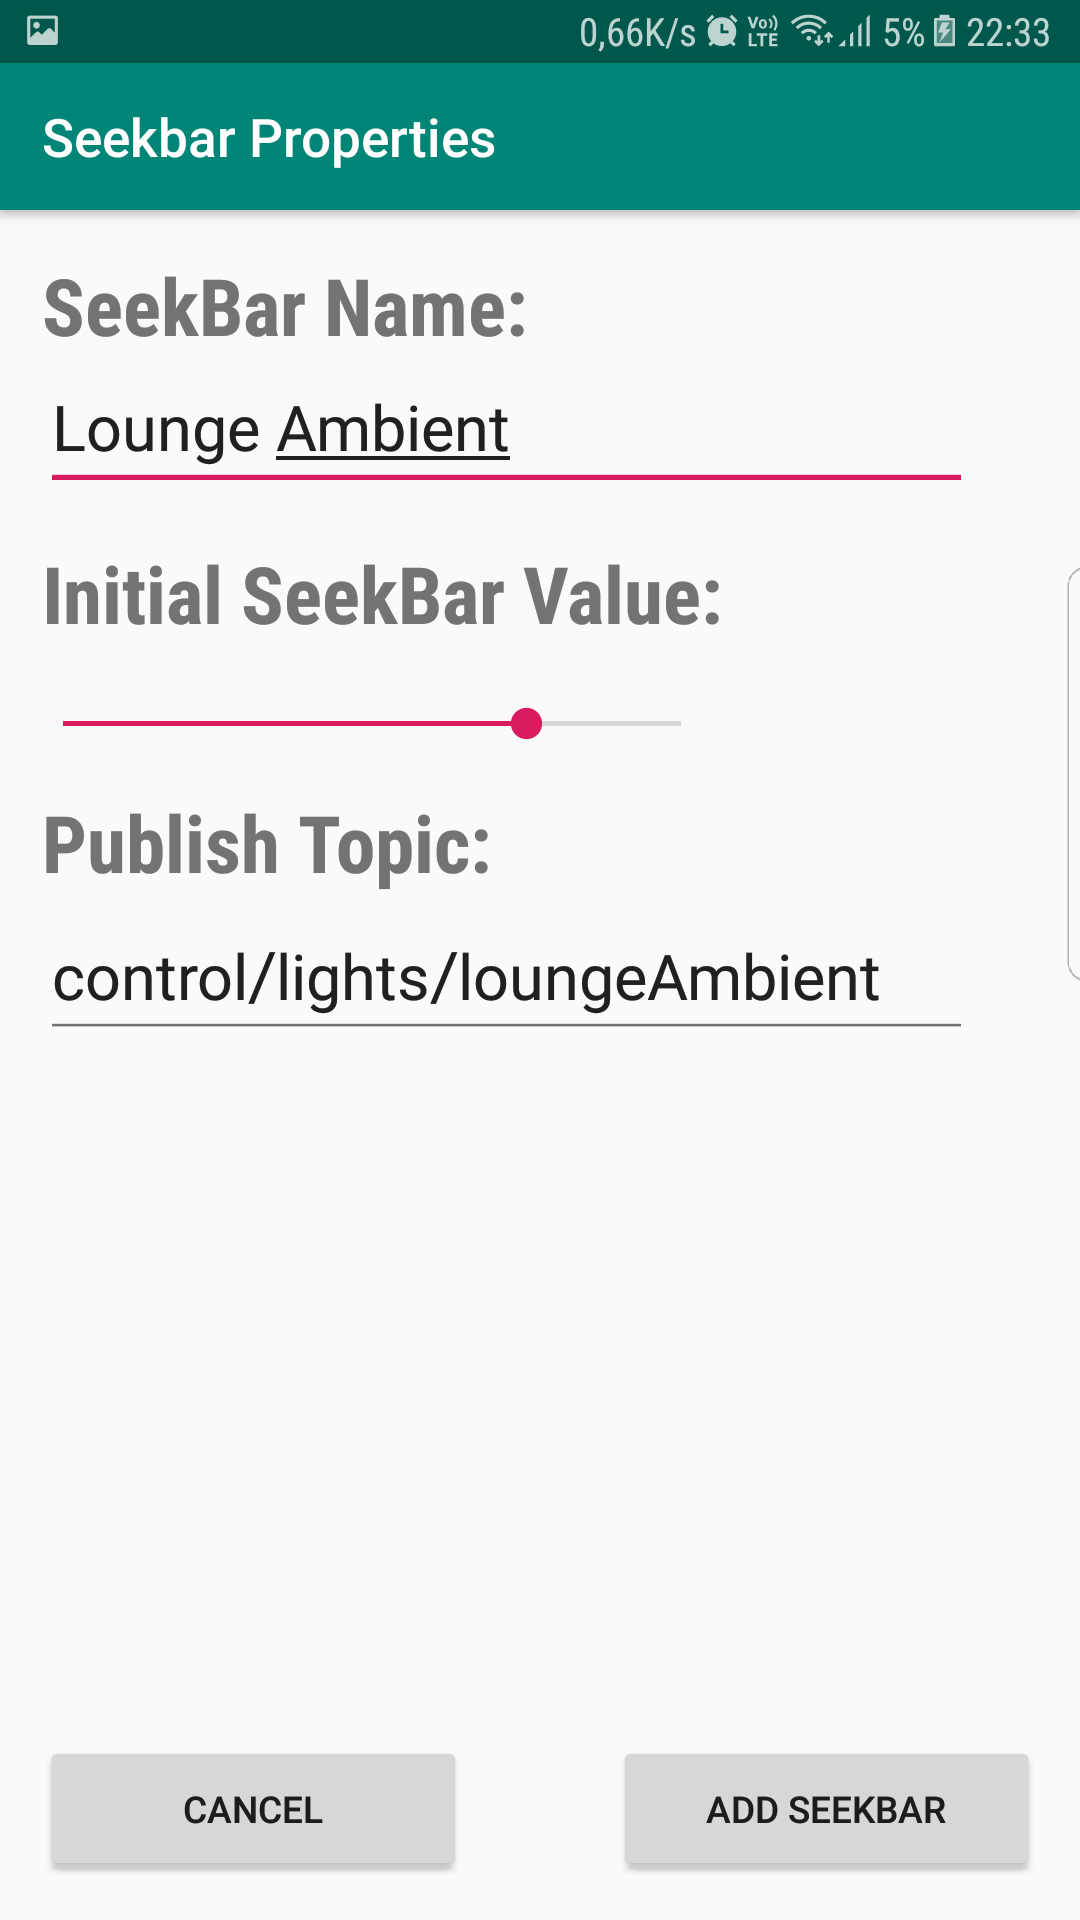 0,66K/s Vo)) LTE 5% 22:33
Seekbar Properties
SeekBar Name:
Lounge Ambient
Initial SeekBar Value:
Publish Topic:
control/lights/loungeAmbient
CANCEL
ADD SEEKBAR